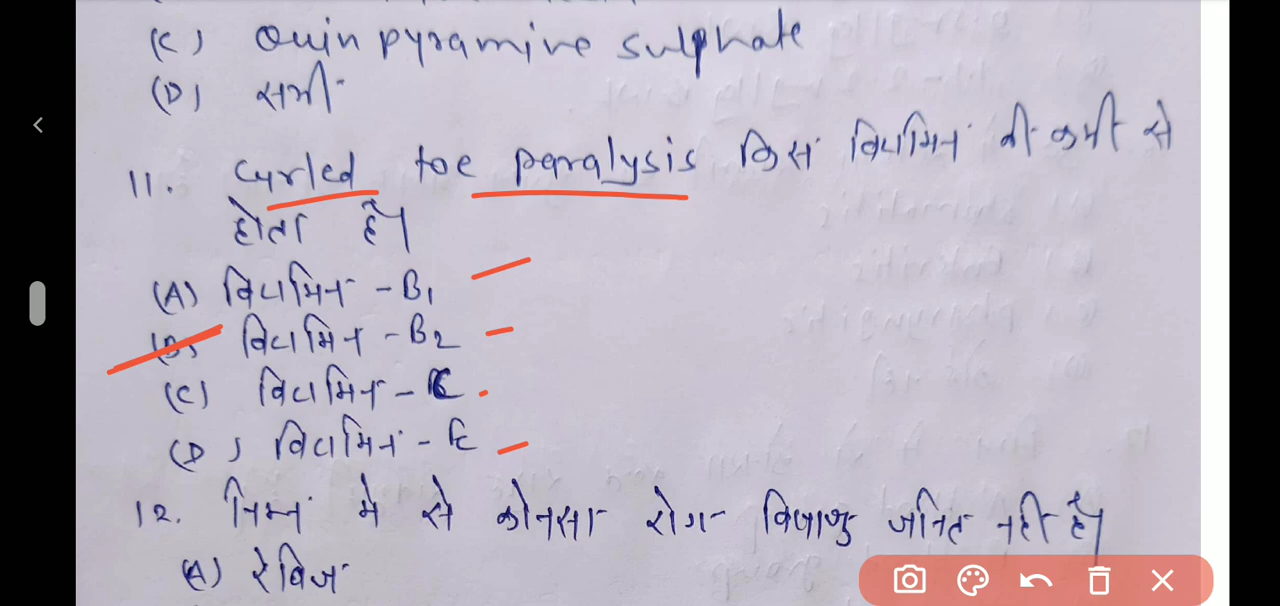 (C) Quin pyramine sulphate
(D) सभी
11. Curled toe paralysis किस विटामिन की कमी से
होता है।
(A) विटामिन - B1
(B) विटामिन - B2
(C) विटामिन - C
(D) विटामिन - E
12. निम्न मे से कोनसा रोग विषाणु जनित नही है।
(A) रेबिज